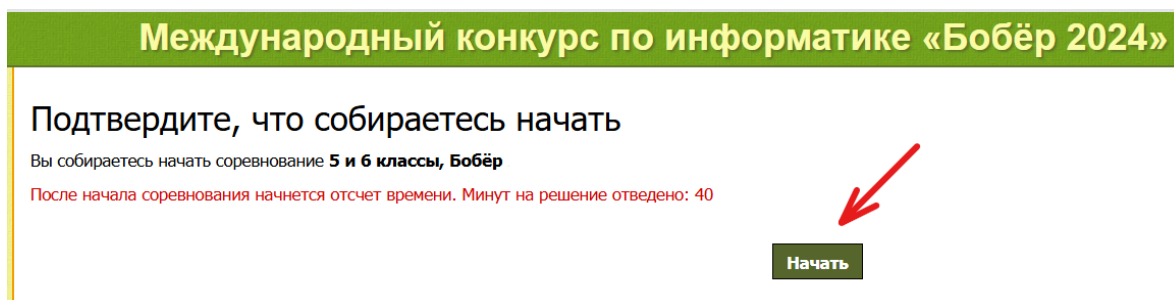 Международный конкурс по информатике «Бобёр 2024»
Подтвердите, что собираетесь начать
Вы собираетесь начать соревнование 5 и 6 классы, Бобёр
После начала соревнования начнется отсчет времени. Минут на решение отведено: 40
Начать